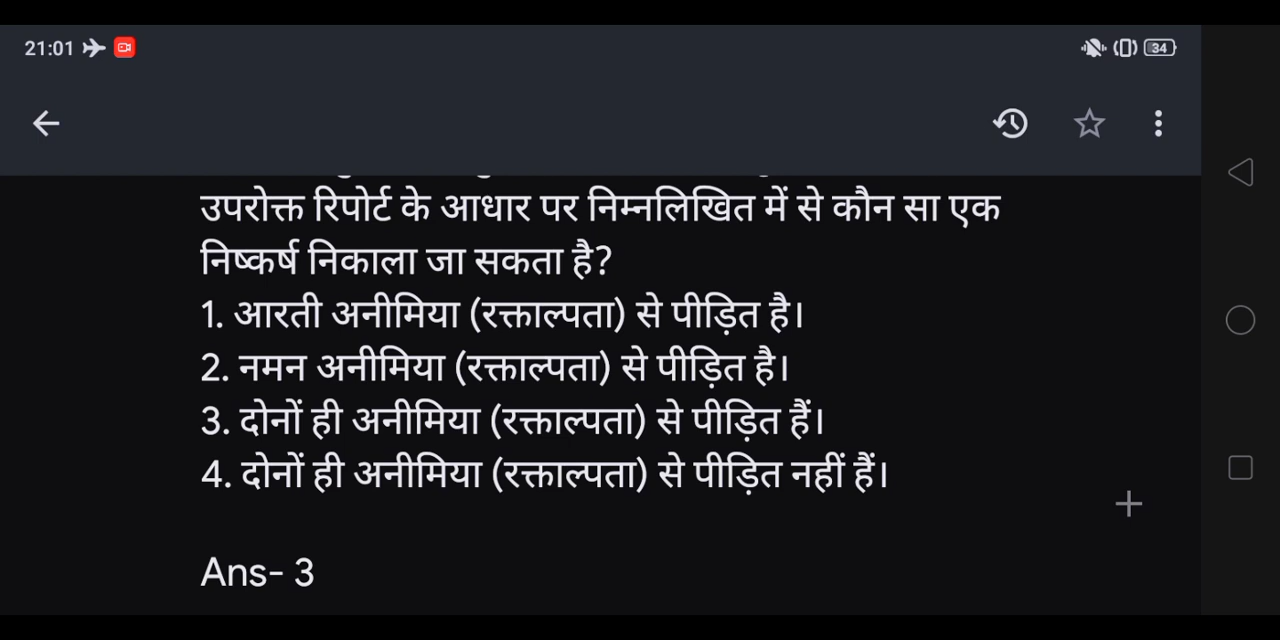 21:01
34
उपरोक्त रिपोर्ट के आधार पर निम्नलिखित में से कौन सा एक
निष्कर्ष निकाला जा सकता है?
1. आरती अनीमिया (रक्ताल्पता) से पीड़ित है।
2. नमन अनीमिया (रक्ताल्पता) से पीड़ित है।
3. दोनों ही अनीमिया (रक्ताल्पता) से पीड़ित हैं।
4. दोनों ही अनीमिया (रक्ताल्पता) से पीड़ित नहीं हैं।
Ans- 3